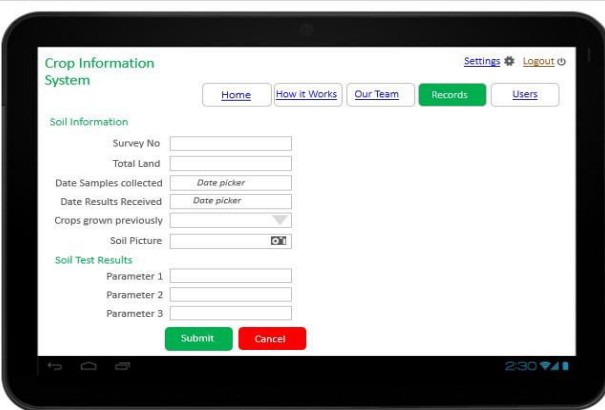 Crop Information
System
Settings Logout
Home How it Works Our Team Records Users
Soil Information
Survey No
Total Land
Date Samples collected Date picker
Date Results Received Date picker
Crops grown previously
Soil Picture
Soil Test Results
Parameter 1
Parameter 2
Parameter 3
Submit Cancel
2:30